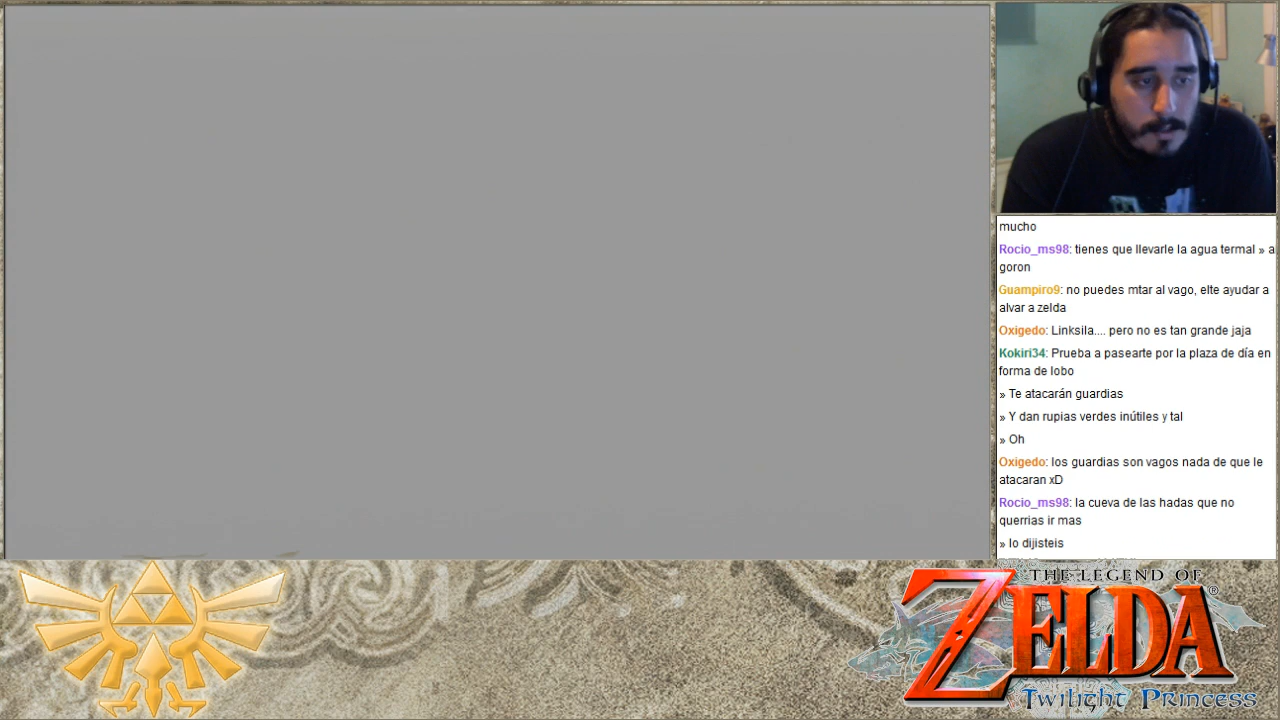 mucho
Rocio_ms98: tienes que llevarle la agua termal » a
goron
Guampiro9: no puedes mtar al vago, elte ayudar a
alvar a zelda
Oxigedo: Linksila.... pero no es tan grande jaja
Kokiri34: Prueba a pasearte por la plaza de día en
forma de lobo
» Te atacarán guardias
» Y dan rupias verdes inútiles y tal
» Oh
Oxigedo: los guardias son vagos nada de que le
atacaran xD
Rocio_ms98: la cueva de las hadas que no
querrias ir mas
» lo dijisteis
THE LEGEND OF
ZELDA®
Twilight Princess